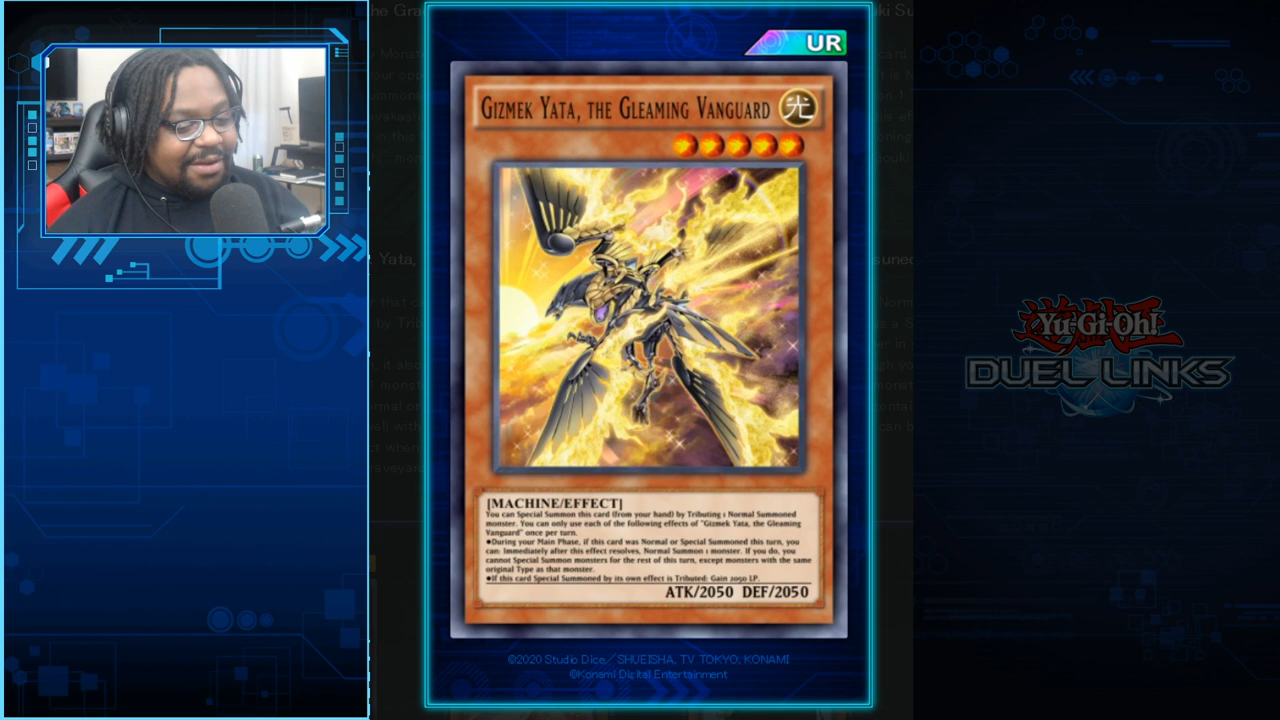 UR
GIZMEK YATA, THE GLEAMING VANGUARD 光
[MACHINE/EFFECT]
You can Special Summon this card (from your hand) by Tributing 1 Normal Summoned
monster. You can only use each of the following effects of "Gizmek Yata, the Gleaming
Vanguard" once per turn.
●During your Main Phase, if this card was Normal or Special Summoned this turn, you
can: Immediately after this effect resolves, Normal Summon 1 monster. If you do, you
cannot Special Summon monsters for the rest of this turn, except monsters with the same
original Type as that monster.
●If this card Special Summoned by its own effect is Tributed: Gain 2050 LP.
ATK/2050 DEF/2050
©2020 Studio Dice／SHUEISHA, TV TOKYO, KONAMI
©Konami Digital Entertainment
Yu-Gi-Oh!
DUEL LINKS